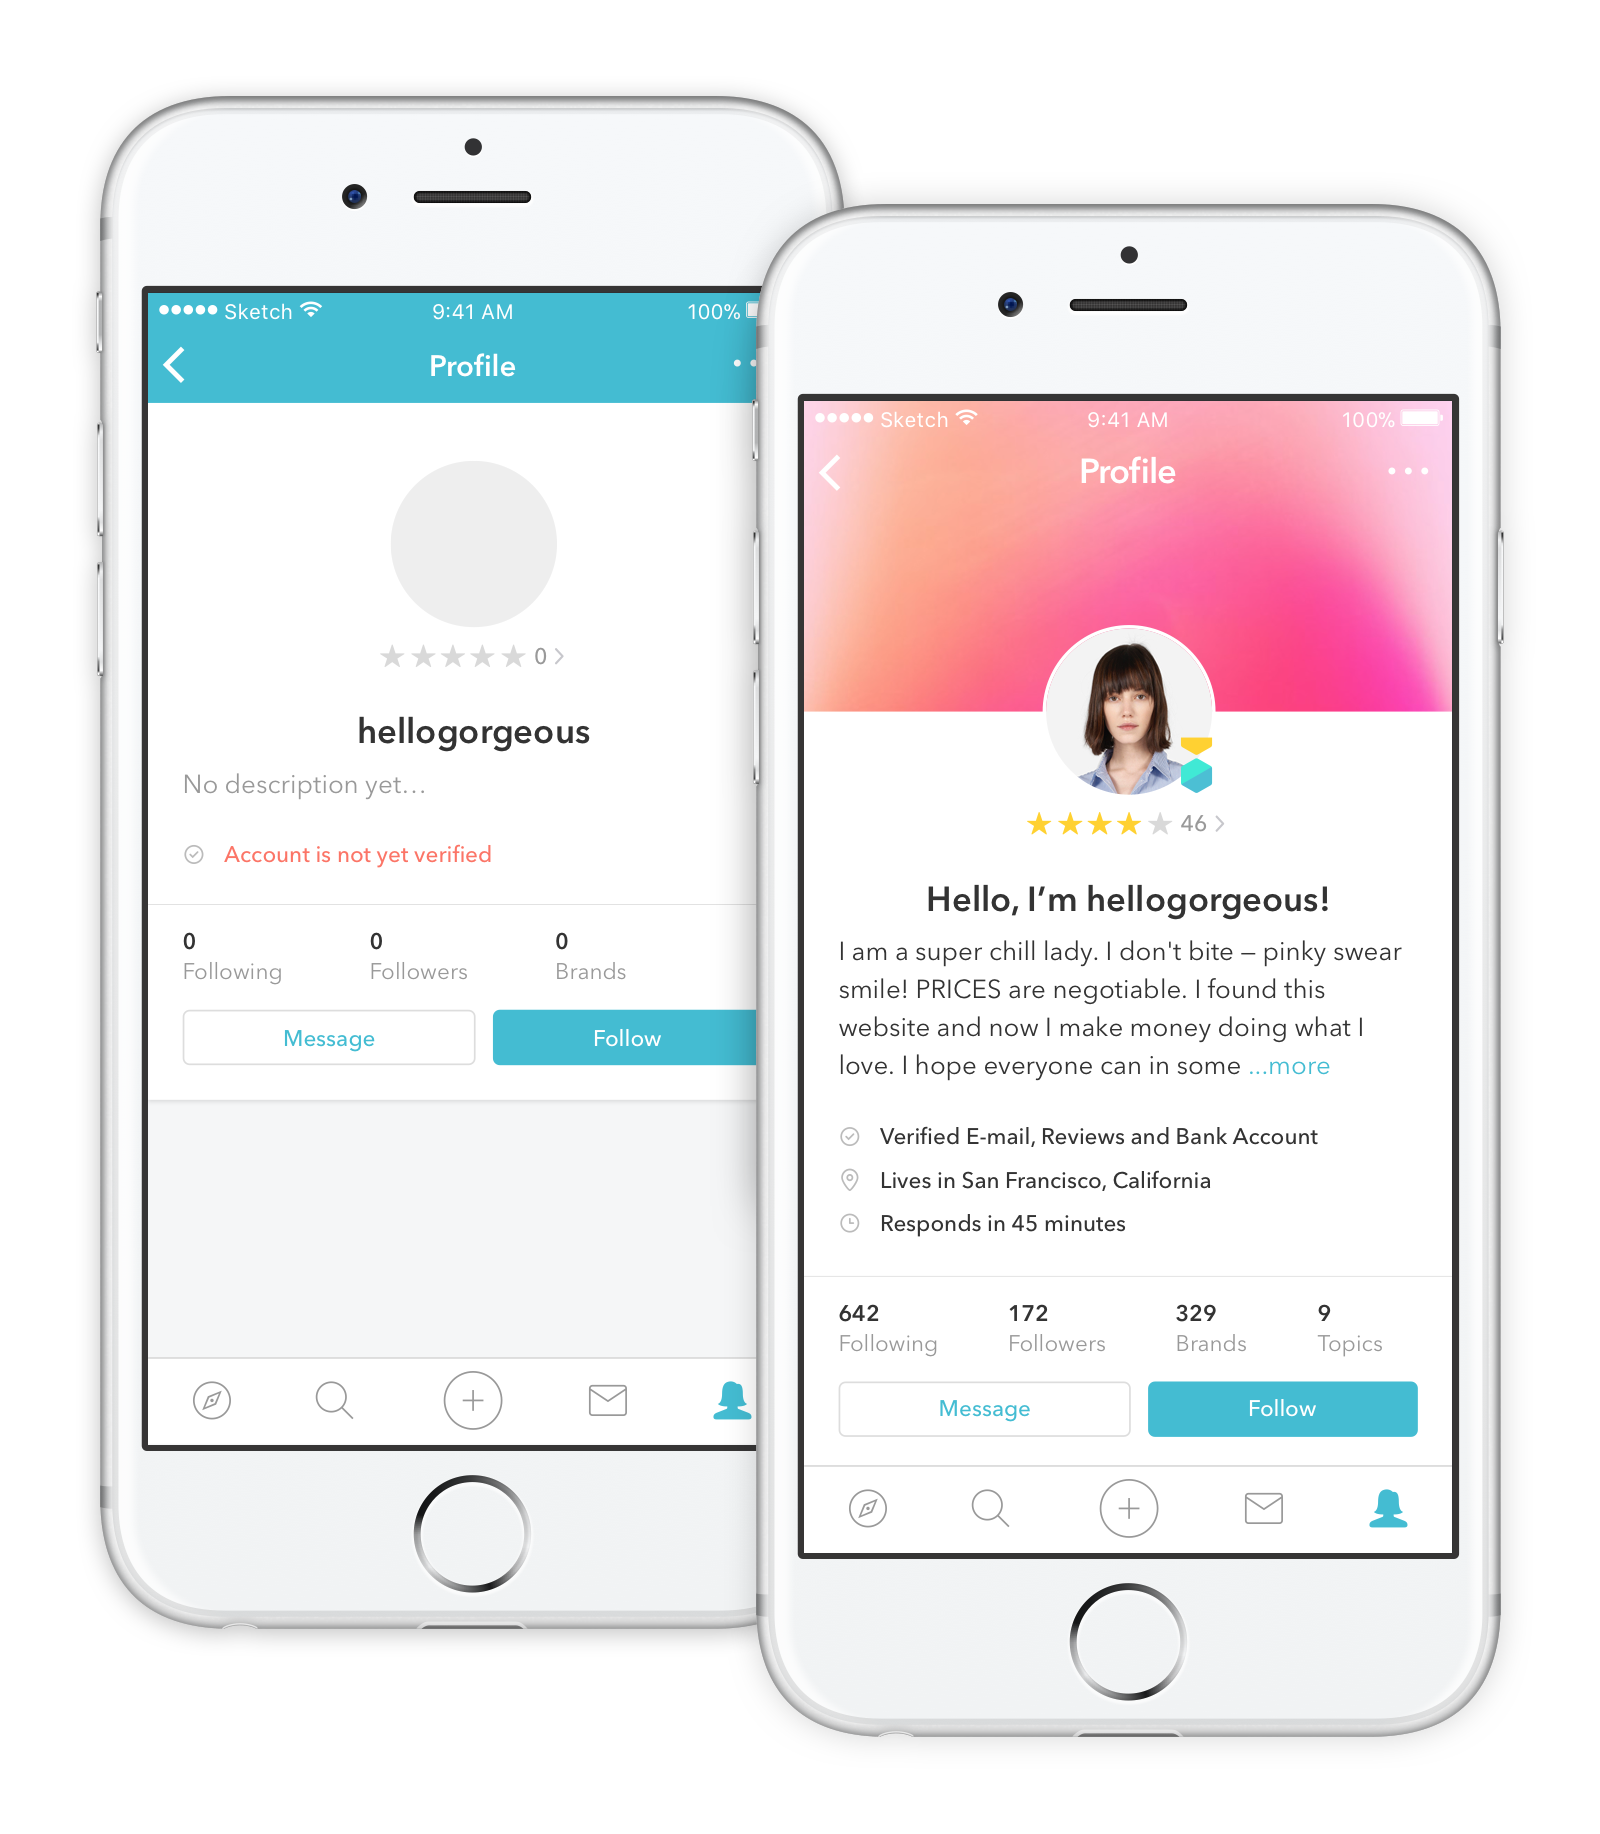 Sketch 9:41 AM 100%
Profile
0
hellogorgeous
No description yet...
Account is not yet verified
0 0 0
Following Followers Brands
Message Follow
Sketch 9:41 AM 100%
Profile
46
Hello, I’m hellogorgeous!
I am a super chill lady. I don't bite – pinky swear
smile! PRICES are negotiable. I found this
website and now I make money doing what I
love. I hope everyone can in some ...more
Verified E-mail, Reviews and Bank Account
Lives in San Francisco, California
Responds in 45 minutes
642 172 329 9
Following Followers Brands Topics
Message Follow